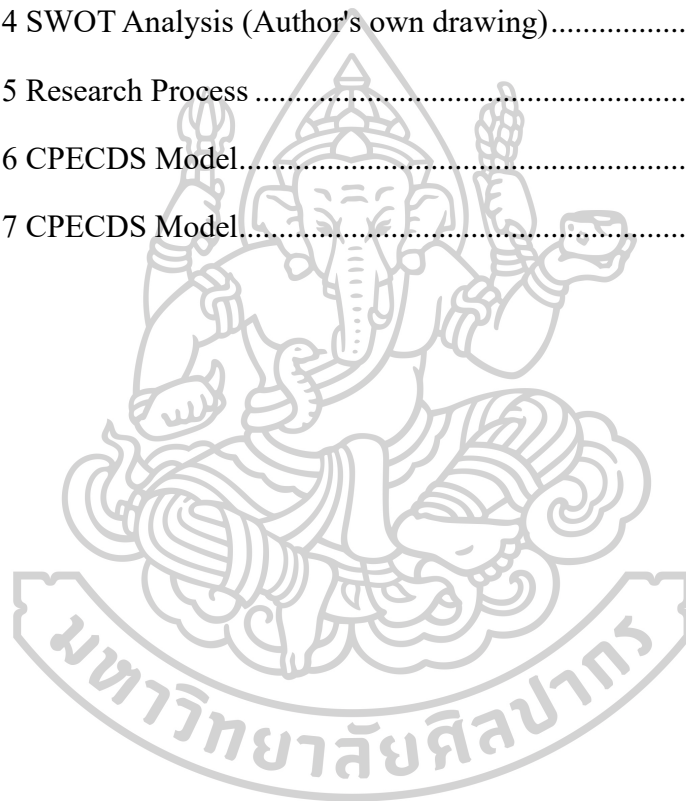 4 SWOT Analysis (Author's own drawing)................
5 Research Process .....................................................
6 CPECDS Model.......................................................
7 CPECDS Model.......................................................
มหาวิทยาลัยศิลปากร